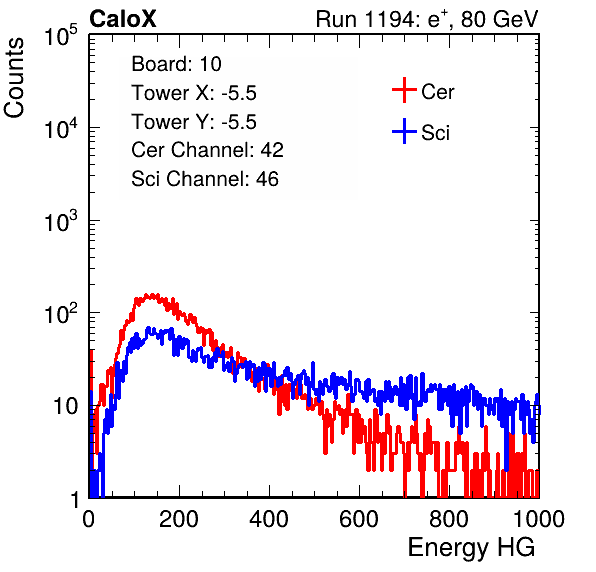 CaloX Run 1194: e⁺, 80 GeV
Counts
10⁵
10⁴
10³
10²
10
1
Board: 10
Tower X: -5.5
Tower Y: -5.5
Cer Channel: 42
Sci Channel: 46
Cer
Sci
0 200 400 600 800 1000
Energy HG